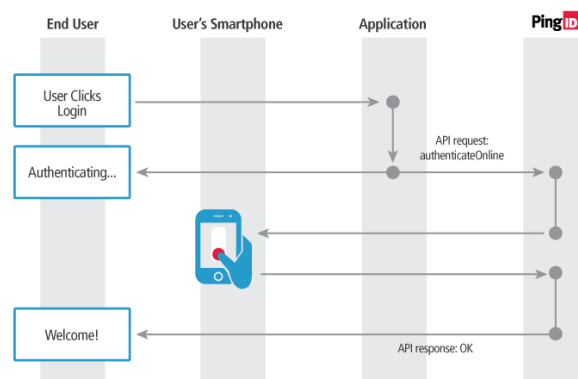 End User
User's Smartphone
Application
PingID
User Clicks
Login
API request:
authenticateOnline
Authenticating...
Welcome!
API response: OK